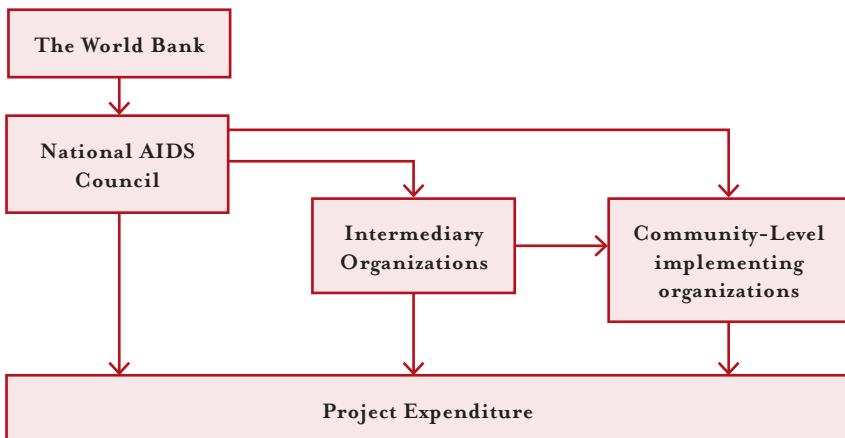 The World Bank
National AIDS
Council
Intermediary
Organizations
Community-Level
implementing
organizations
Project Expenditure